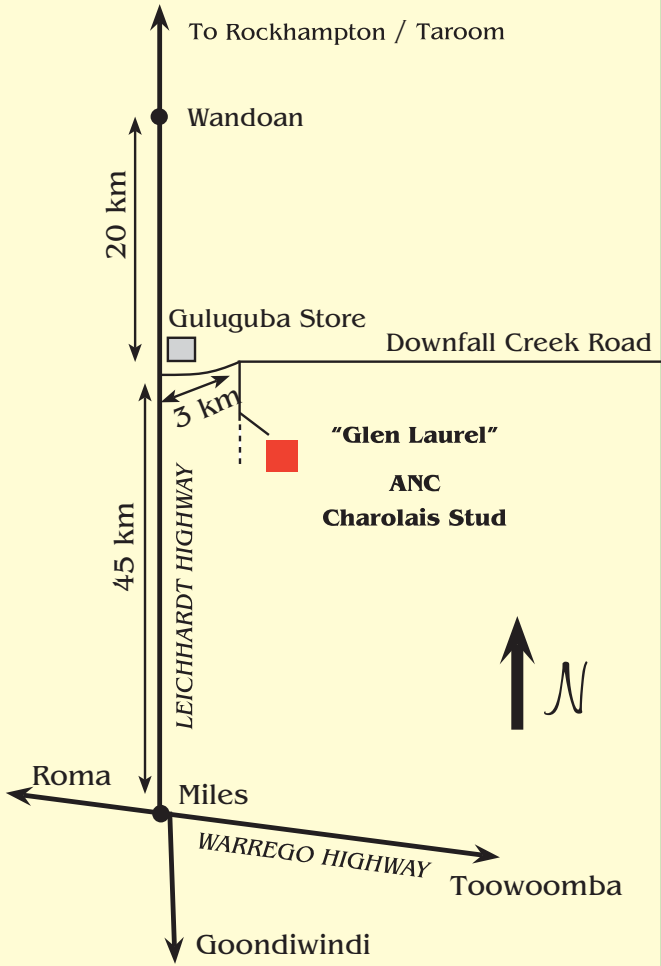 To Rockhampton / Taroom
Wandoan
20 km
Guluguba Store
Downfall Creek Road
3 km
"Glen Laurel"
ANC
Charolais Stud
45 km
LEICHHARDT HIGHWAY
N
Roma
Miles
WARREGO HIGHWAY
Toowoomba
Goondiwindi